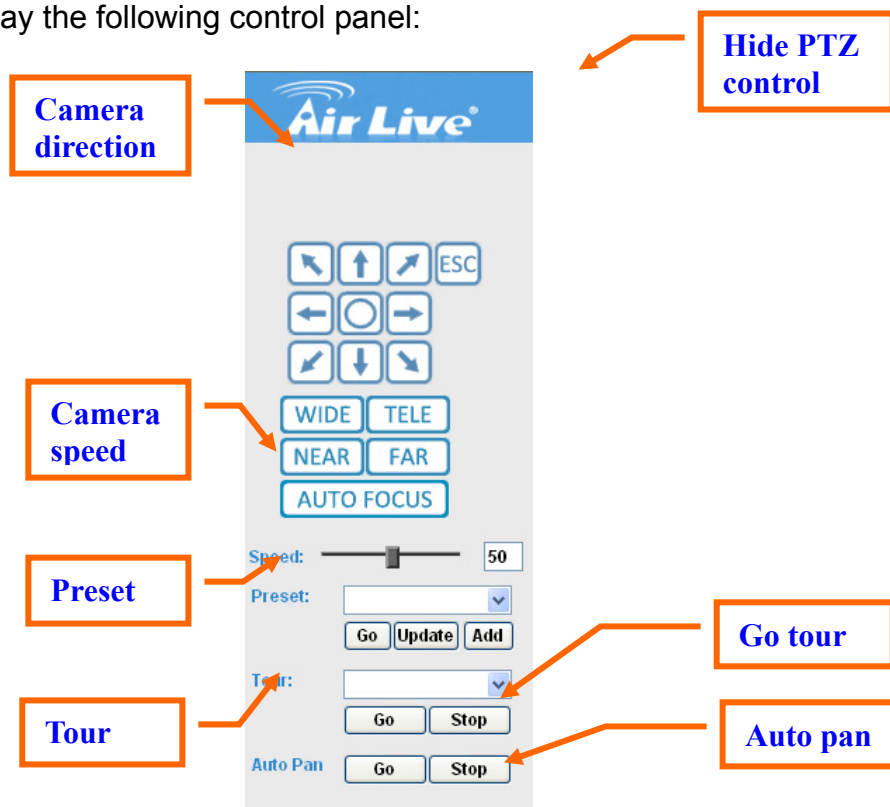 ay the following control panel:
Hide PTZ
control
Camera
direction
Air Live®
ESC
WIDE TELE
NEAR FAR
AUTO FOCUS
Camera
speed
Speed: 50
Preset
Preset:
Go Update Add
Go tour
Tour:
Go Stop
Tour
Auto pan
Auto Pan Go Stop